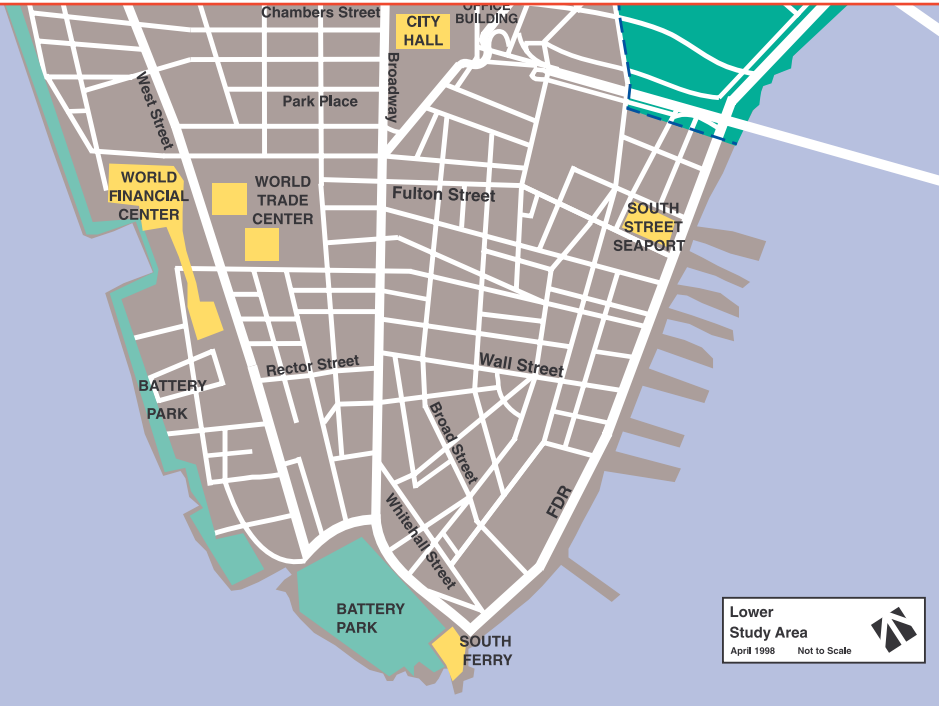 Chambers Street
OFFICE
BUILDING
CITY
HALL
Broadway
West Street
Park Place
WORLD
FINANCIAL
CENTER
WORLD
TRADE
CENTER
Fulton Street
SOUTH
STREET
SEAPORT
Rector Street
Wall Street
BATTERY
PARK
Broad Street
FDR
Whitehall Street
BATTERY
PARK
SOUTH
FERRY
Lower
Study Area
April 1998 Not to Scale